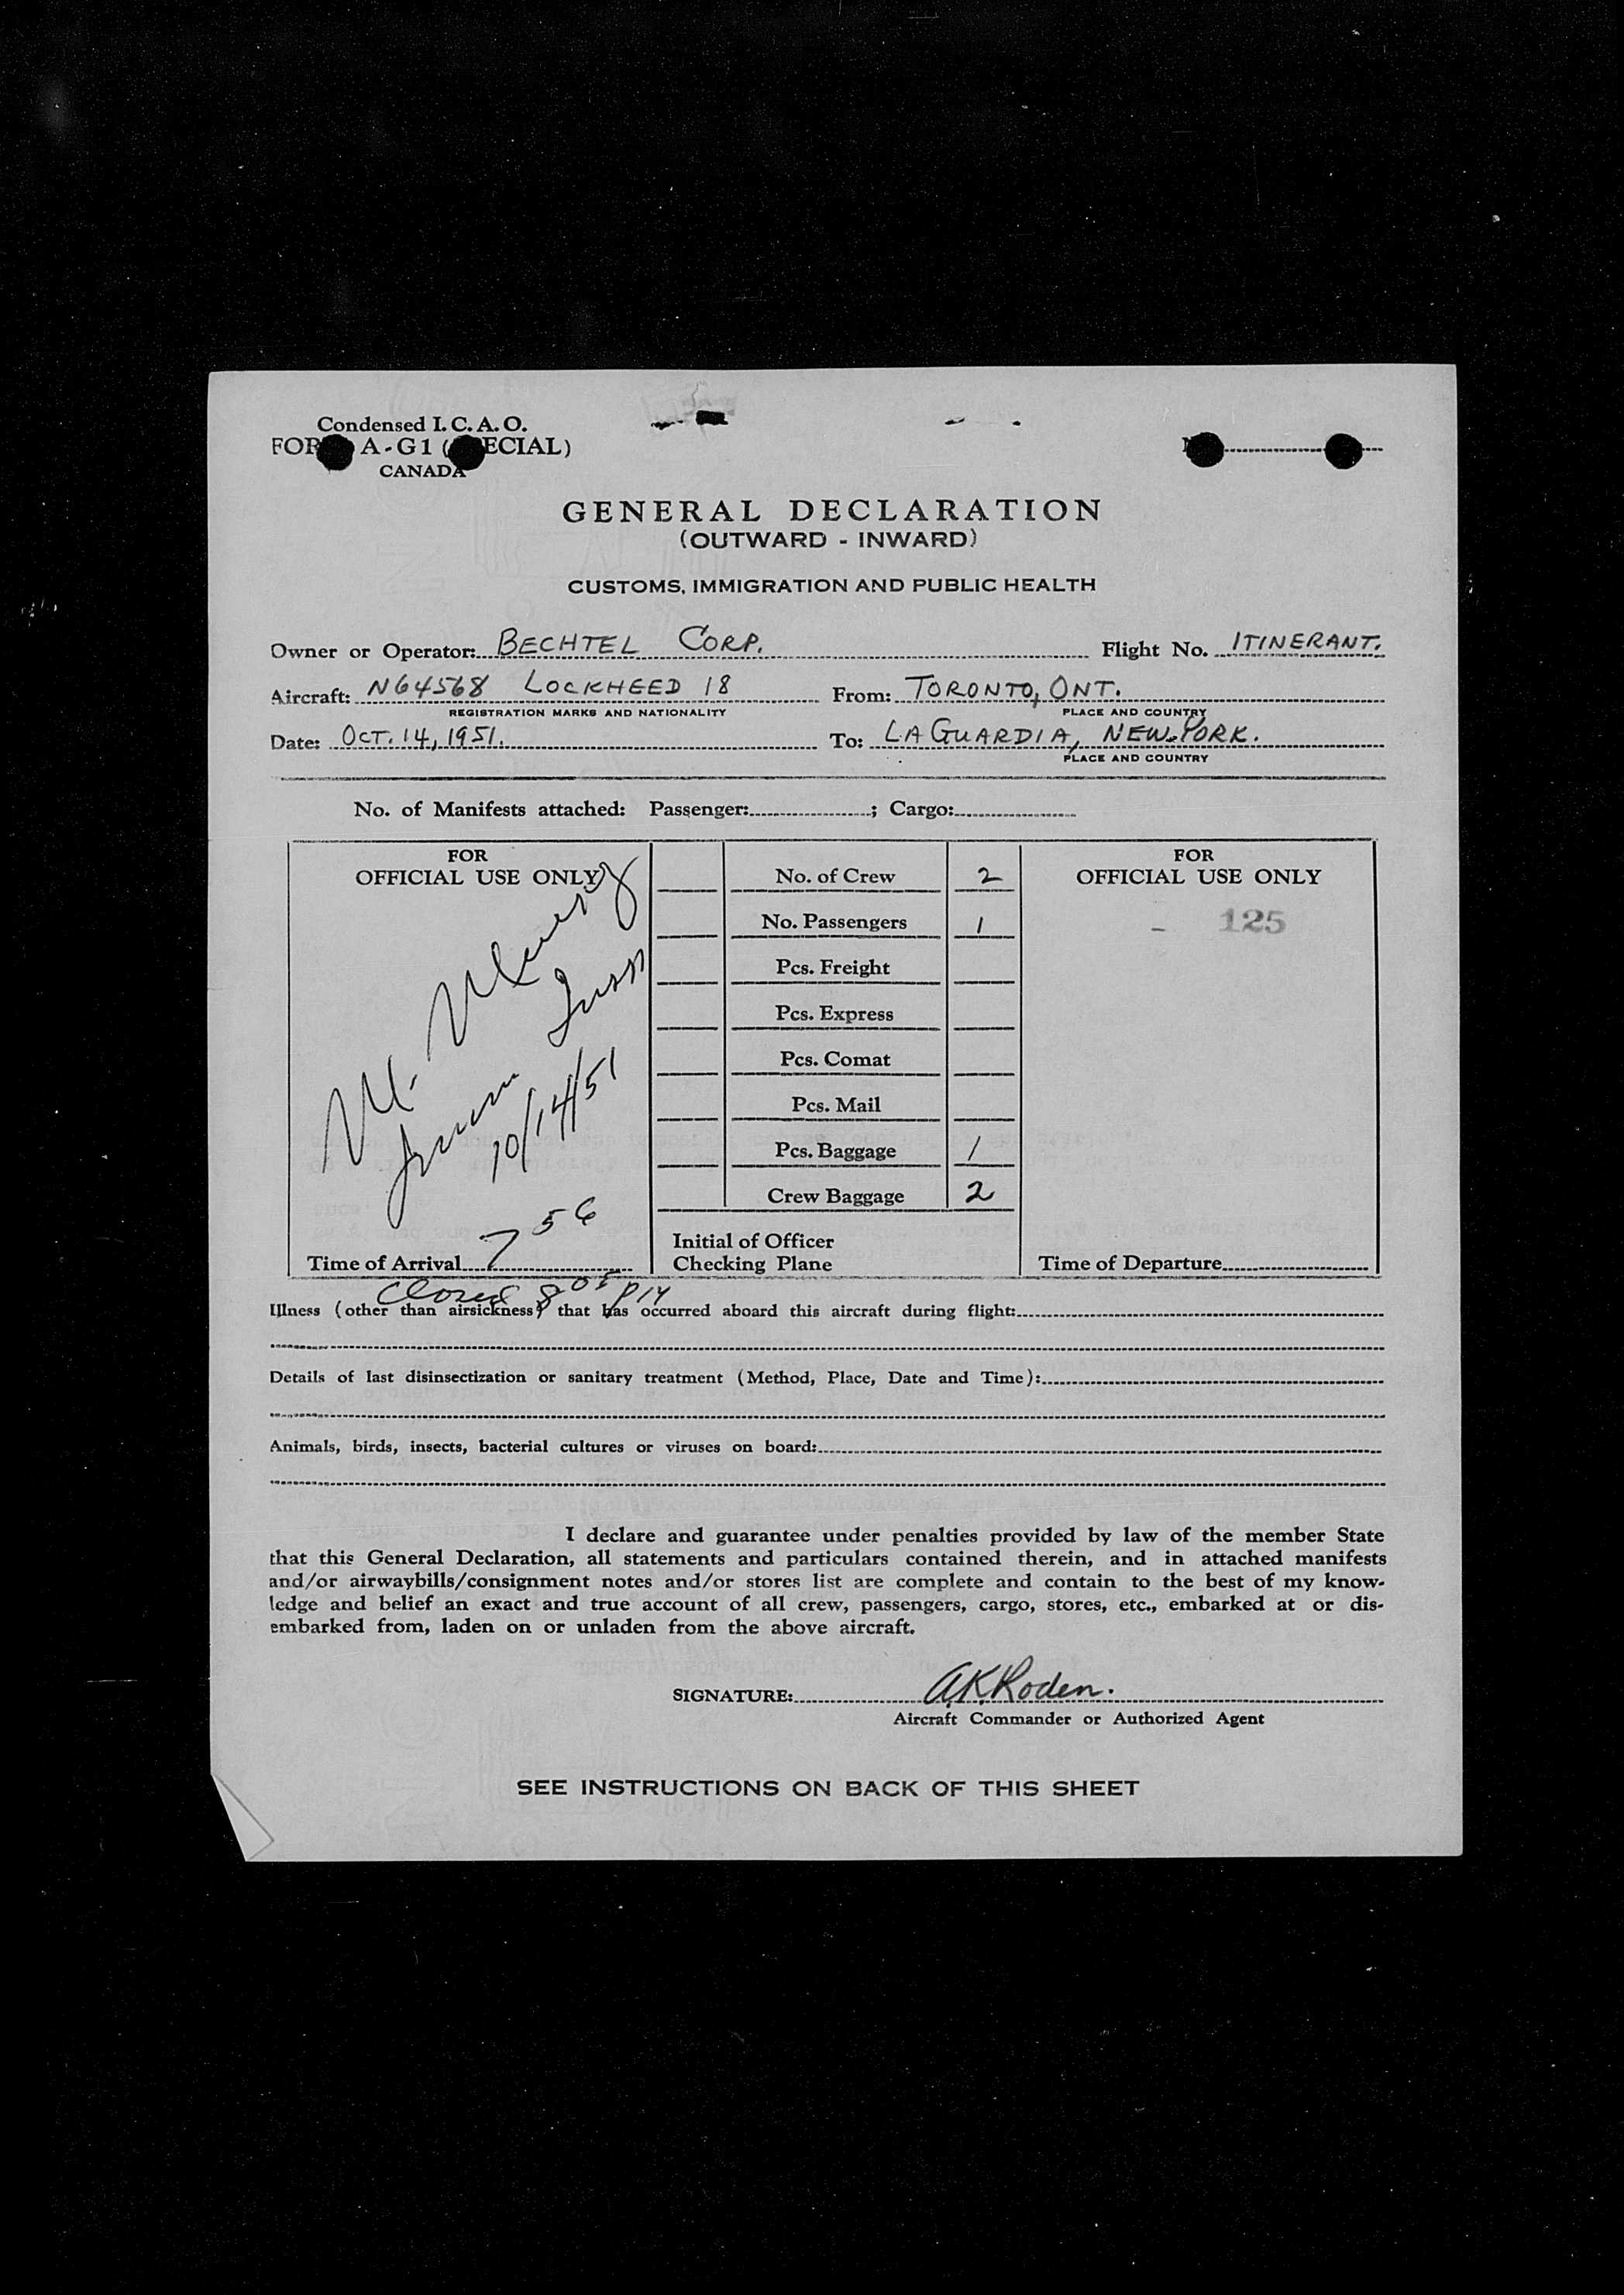 Condensed I. C. A. O.
A-G1 (
CANADA
GENERAL DECLARATION
(OUTWARD - INWARD)
CUSTOMS, IMMIGRATION AND PUBLIC HEALTH
Owner or Operator: BECHTEL CORP. Flight No. ITINERANT.
Aircraft: N64568 LOCKHEED 18 From: TORONTO, ONT.
REGISTRATION MARKS AND NATIONALITY PLACE AND COUNTRY
Date: OCT. 14, 1951. To: LA GUARDIA, NEW YORK.
PLACE AND COUNTRY
No. of Manifests attached: Passenger: ; Cargo:
FOR
OFFICIAL USE ONLY
M.
10/14/51
Time of Arrival 7 56
Closed 8 05 PM
No. of Crew 2
No. Passengers 1
Pcs. Freight
Pcs. Express
Pcs. Comat
Pcs. Mail
Pcs. Baggage 1
Crew Baggage 2
Initial of Officer
Checking Plane
FOR
OFFICIAL USE ONLY
- 125
Time of Departure
Illness (other than airsickness) that has occurred aboard this aircraft during flight:
Details of last disinsectization or sanitary treatment (Method, Place, Date and Time):
Animals, birds, insects, bacterial cultures or viruses on board:
I declare and guarantee under penalties provided by law of the member State
that this General Declaration, all statements and particulars contained therein, and in attached manifests
and/or airwaybills/consignment notes and/or stores list are complete and contain to the best of my know-
ledge and belief an exact and true account of all crew, passengers, cargo, stores, etc., embarked at or dis-
embarked from, laden on or unladen from the above aircraft.
SIGNATURE: A.K. Roden.
Aircraft Commander or Authorized Agent
SEE INSTRUCTIONS ON BACK OF THIS SHEET